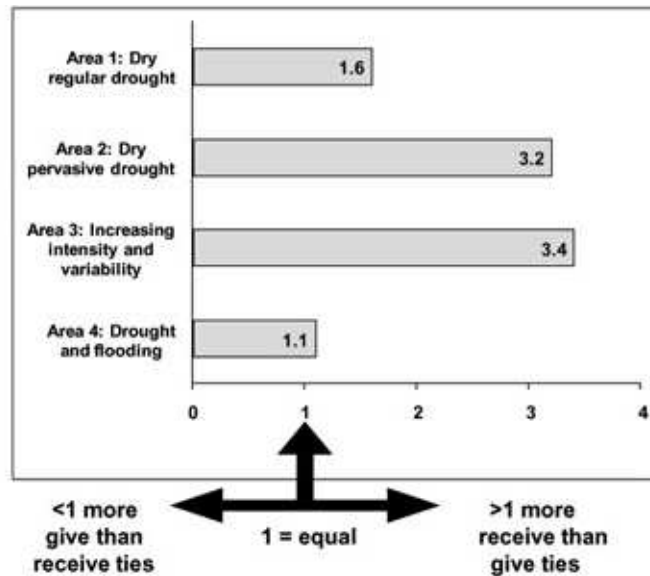 Area 1: Dry
regular drought
1.6
Area 2: Dry
pervasive drought
3.2
Area 3: Increasing
intensity and
variability
3.4
Area 4: Drought
and flooding
1.1
0 1 2 3 4
<1 more
give than
receive ties
1 = equal
>1 more
receive than
give ties